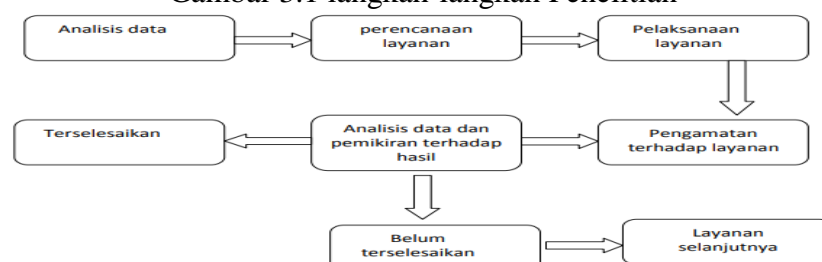 Gambar 3.1 langkah-langkah Penelitian
Analisis data
perencanaan
layanan
Pelaksanaan
layanan
Terselesaikan
Analisis data dan
pemikiran terhadap
hasil
Pengamatan
terhadap layanan
Belum
terselesaikan
Layanan
selanjutnya